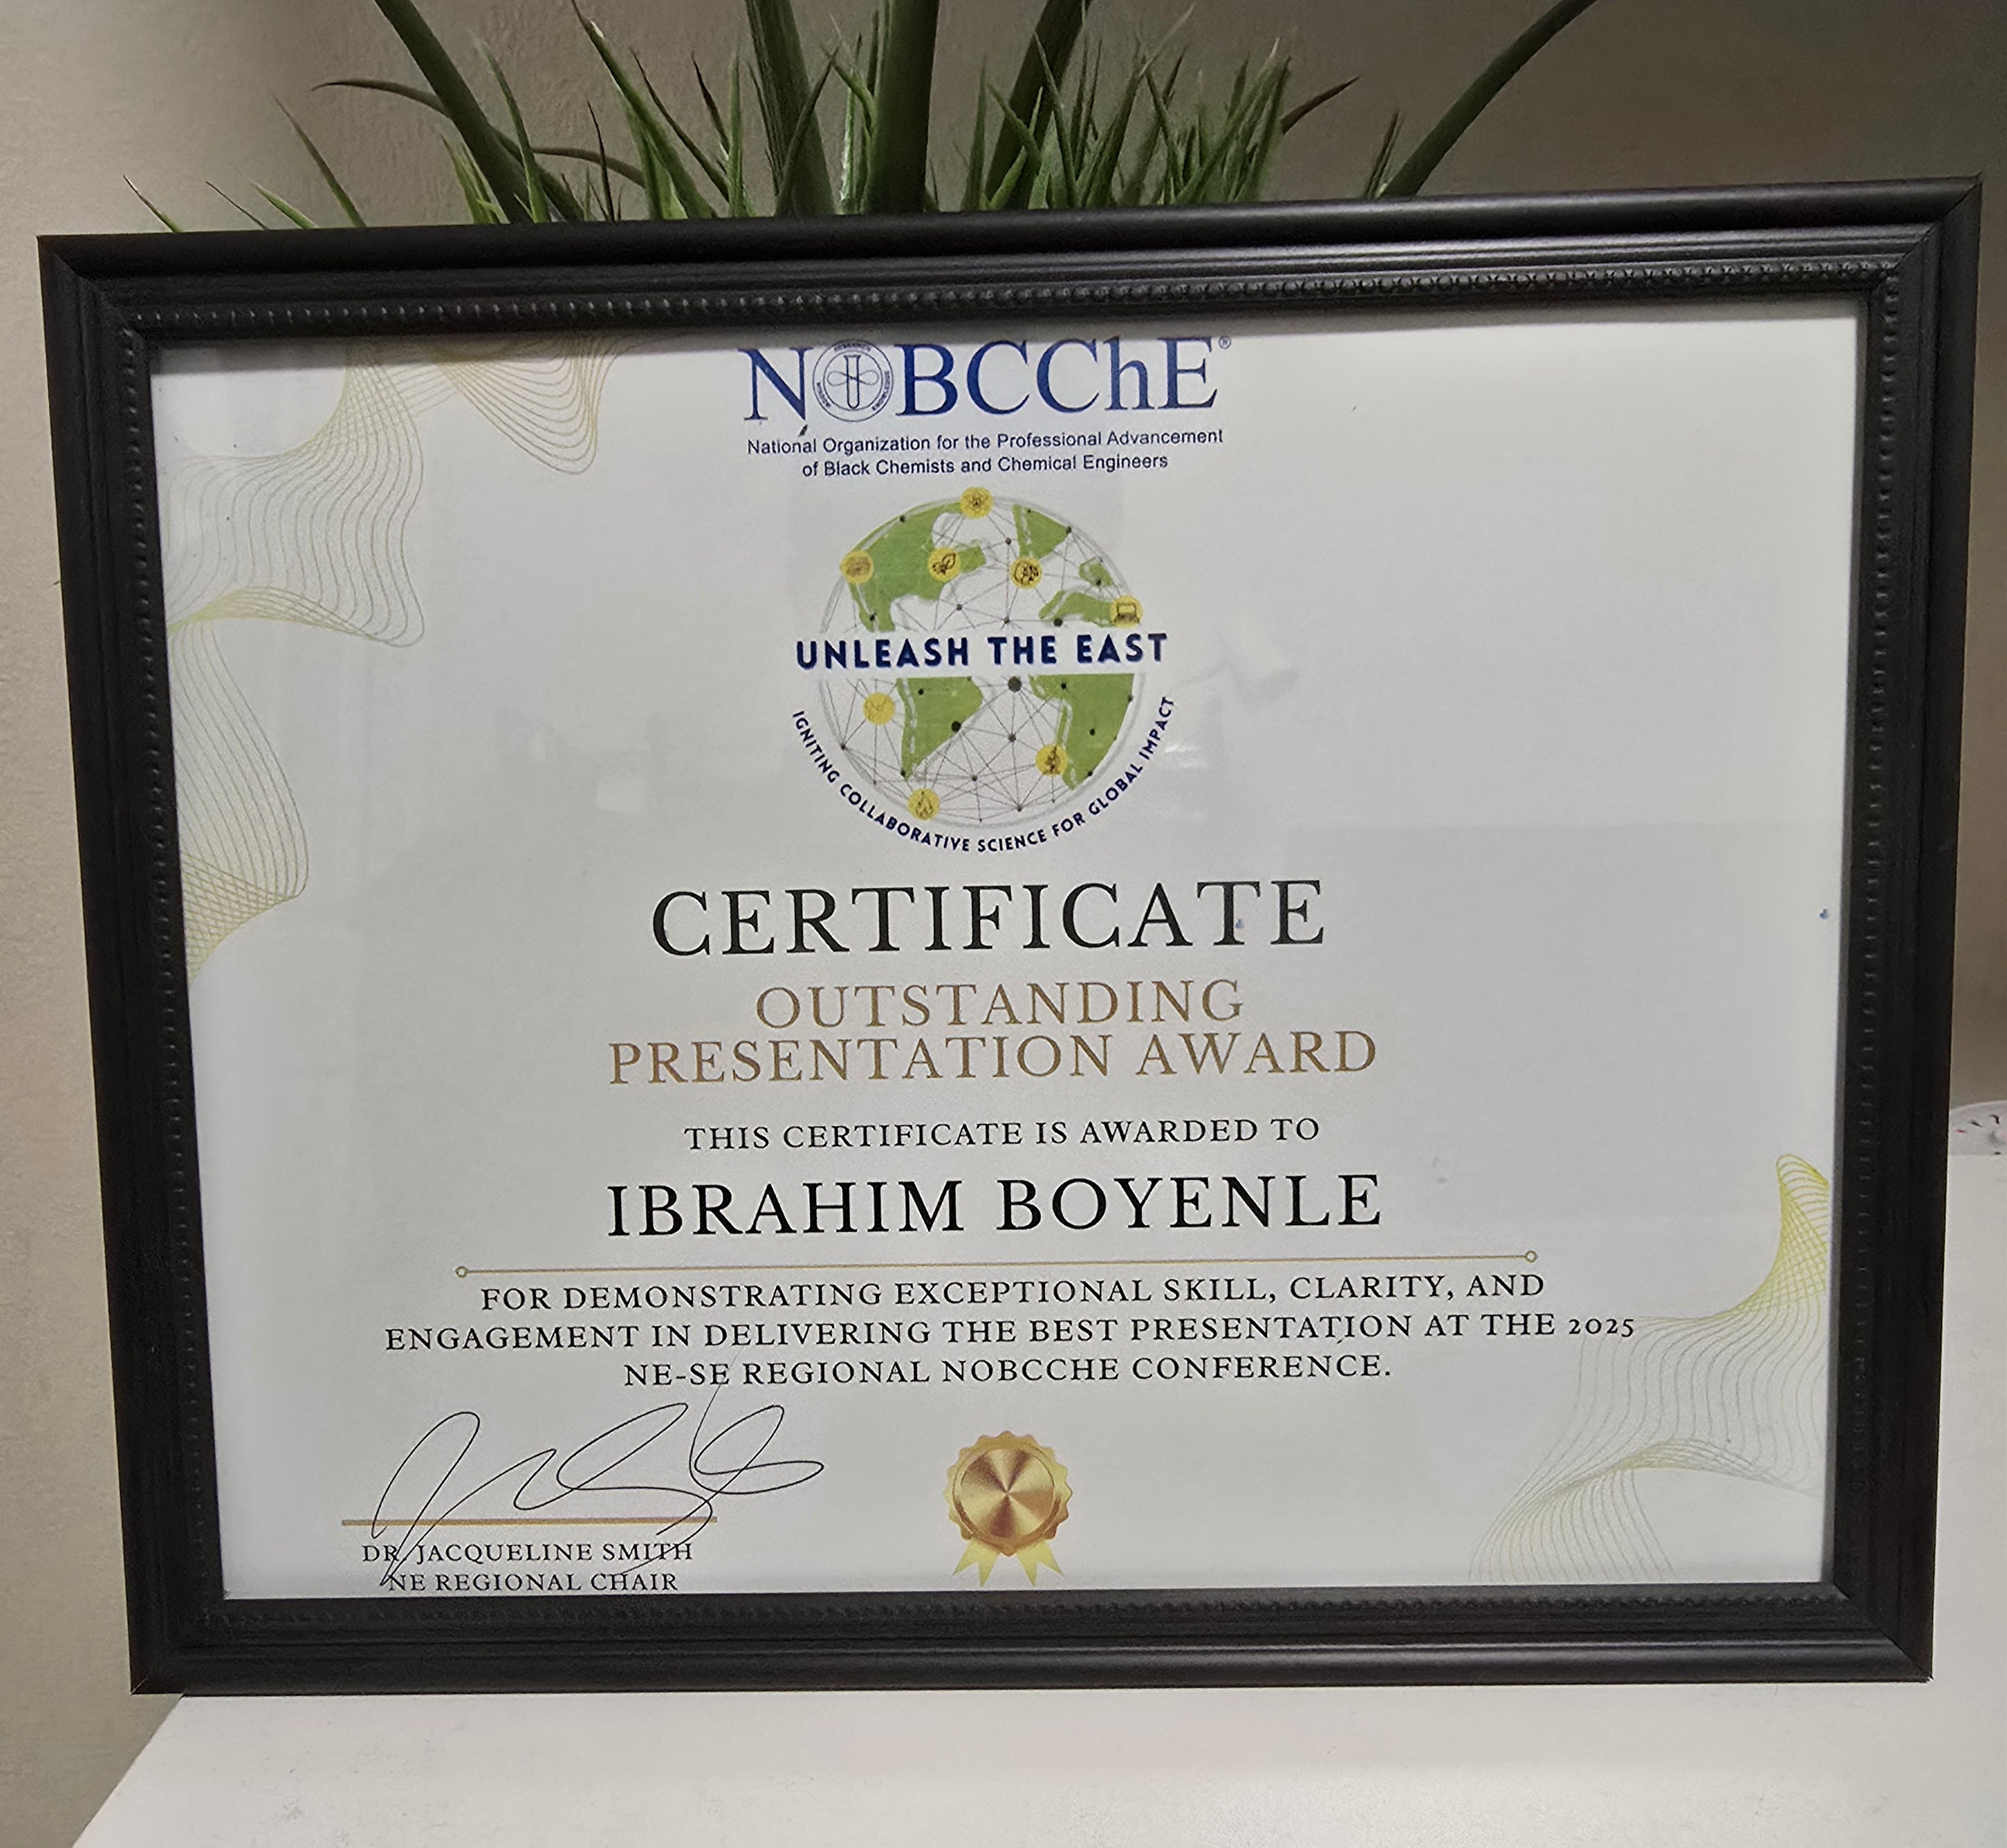 NOBCChE®
National Organization for the Professional Advancement
of Black Chemists and Chemical Engineers
UNLEASH THE EAST
IGNITING COLLABORATIVE SCIENCE FOR GLOBAL IMPACT
CERTIFICATE
OUTSTANDING
PRESENTATION AWARD
THIS CERTIFICATE IS AWARDED TO
IBRAHIM BOYENLE
FOR DEMONSTRATING EXCEPTIONAL SKILL, CLARITY, AND
ENGAGEMENT IN DELIVERING THE BEST PRESENTATION AT THE 2025
NE-SE REGIONAL NOBCCHE CONFERENCE.
DR. JACQUELINE SMITH
NE REGIONAL CHAIR